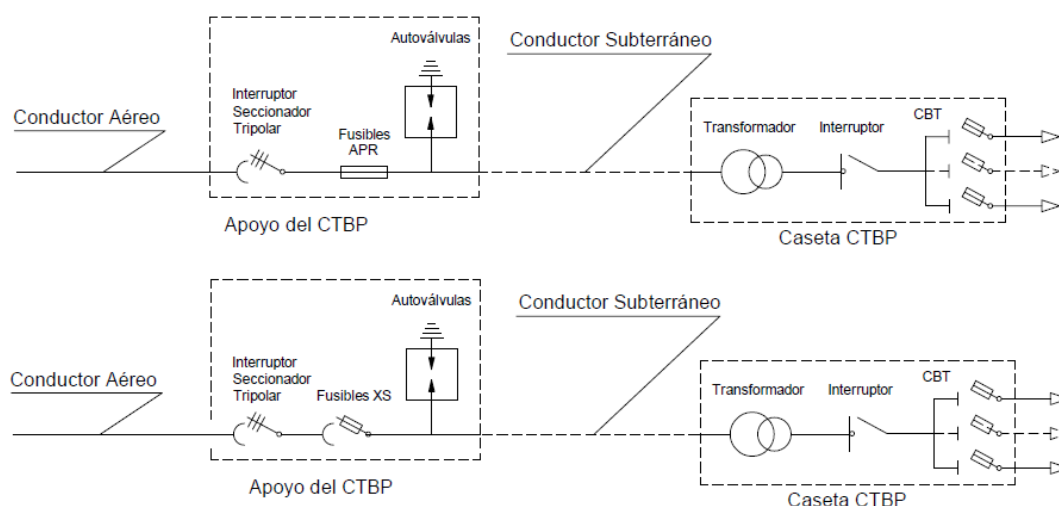 Autoválvulas
Conductor Subterráneo
Interruptor
Seccionador
Tripolar
Conductor Aéreo
Fusibles
APR
CBT
Transformador
Interruptor
Apoyo del CTBP
Caseta CTBP
Autoválvulas
Conductor Subterráneo
Interruptor
Seccionador
Tripolar
Conductor Aéreo
Fusibles XS
CBT
Transformador
Interruptor
Apoyo del CTBP
Caseta CTBP